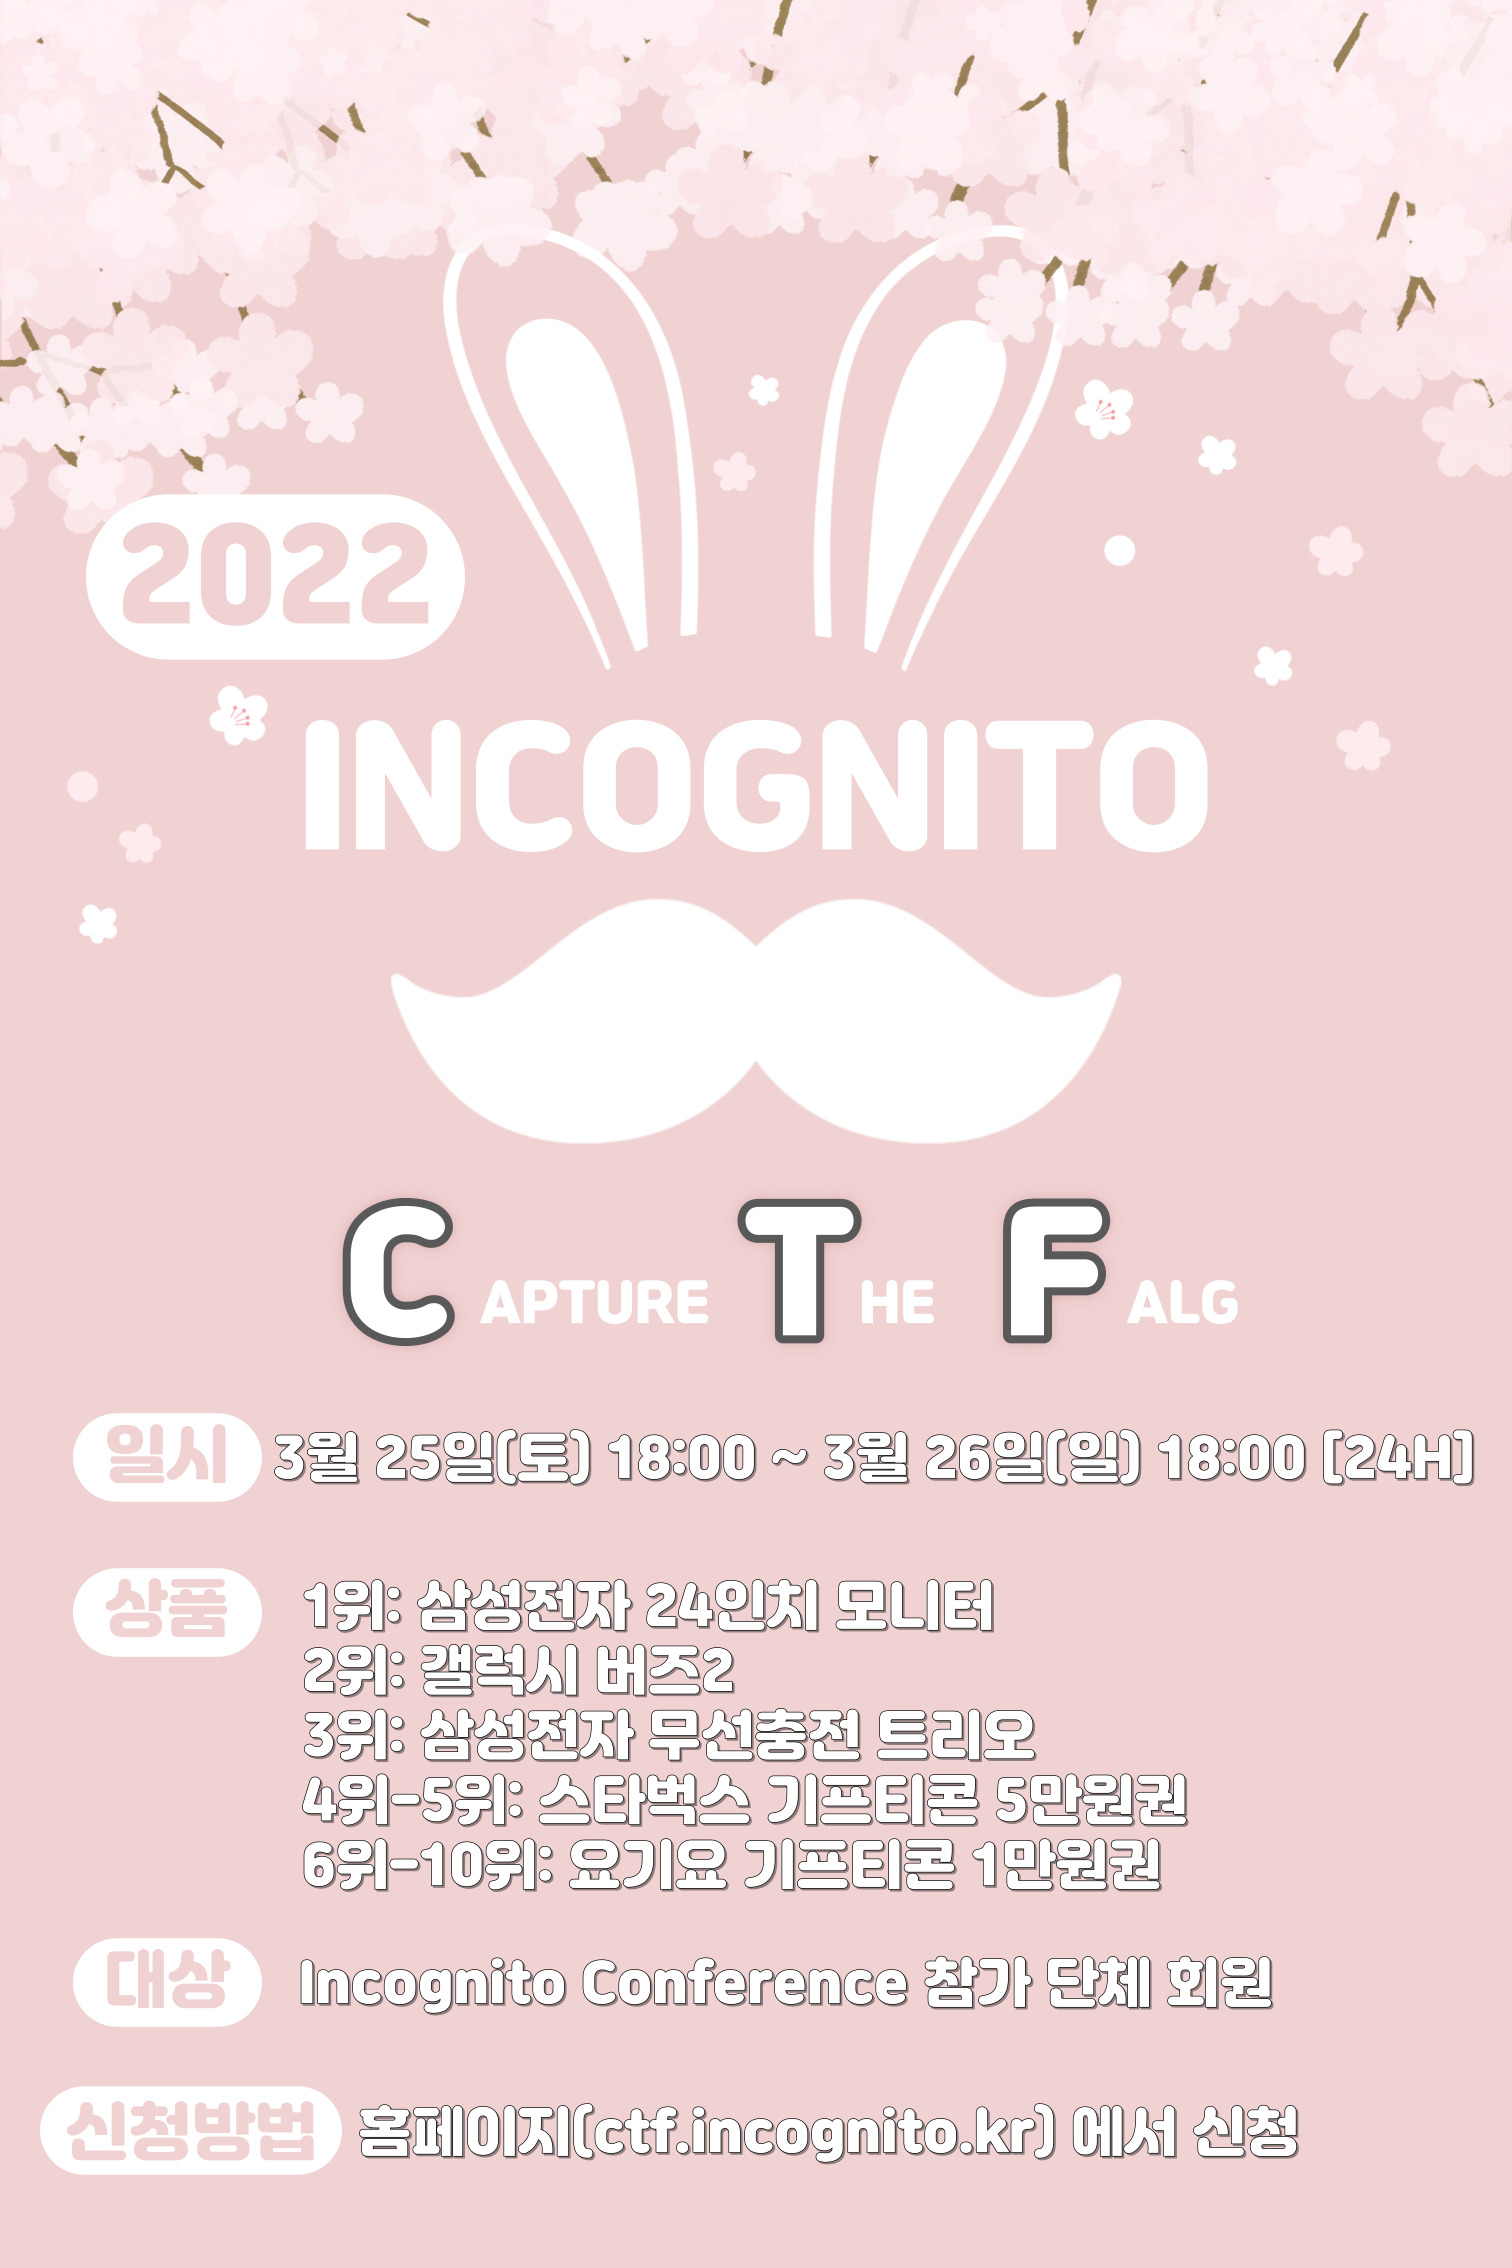 2022
INCOGNITO
CAPTURE THE FALG
일시 3월 25일(토) 18:00 ~ 3월 26일(일) 18:00 [24H]
상품 1위: 삼성전자 24인치 모니터
2위: 갤럭시 버즈2
3위: 삼성전자 무선충전 트리오
4위-5위: 스타벅스 기프티콘 5만원권
6위-10위: 요기요 기프티콘 1만원권
대상 Incognito Conference 참가 단체 회원
신청방법 홈페이지(ctf.incognito.kr) 에서 신청